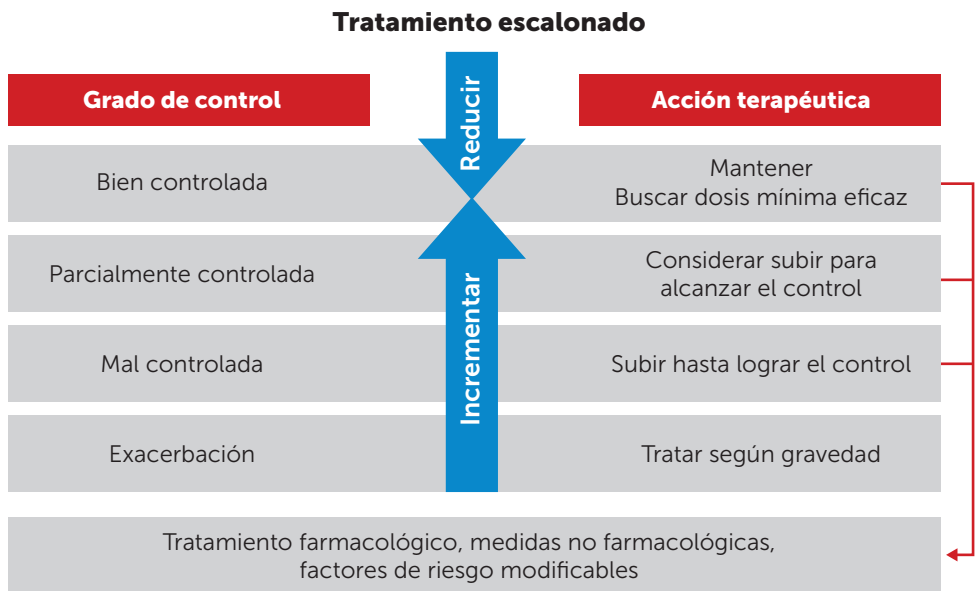 Tratamiento escalonado
Grado de control
Reducir
Acción terapéutica
Bien controlada
Mantener
Buscar dosis mínima eficaz
Parcialmente controlada
Considerar subir para
alcanzar el control
Incrementar
Mal controlada
Subir hasta lograr el control
Exacerbación
Tratar según gravedad
Tratamiento farmacológico, medidas no farmacológicas,
factores de riesgo modificables